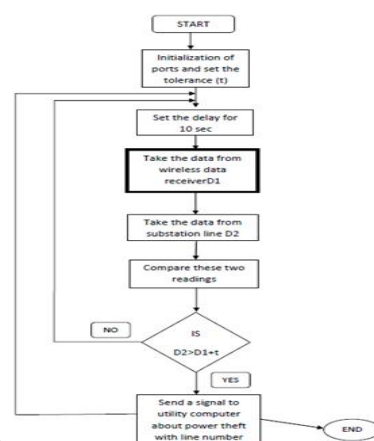 START
Initialization of
ports and set the
tolerance (t)
Set the delay for
10 sec
Take the data from
wireless data
receiverD1
Take the data from
substation line D2
Compare these two
readings
NO
IS
D2>D1+t
YES
Send a signal to
utility computer
about power theft
with line number
END